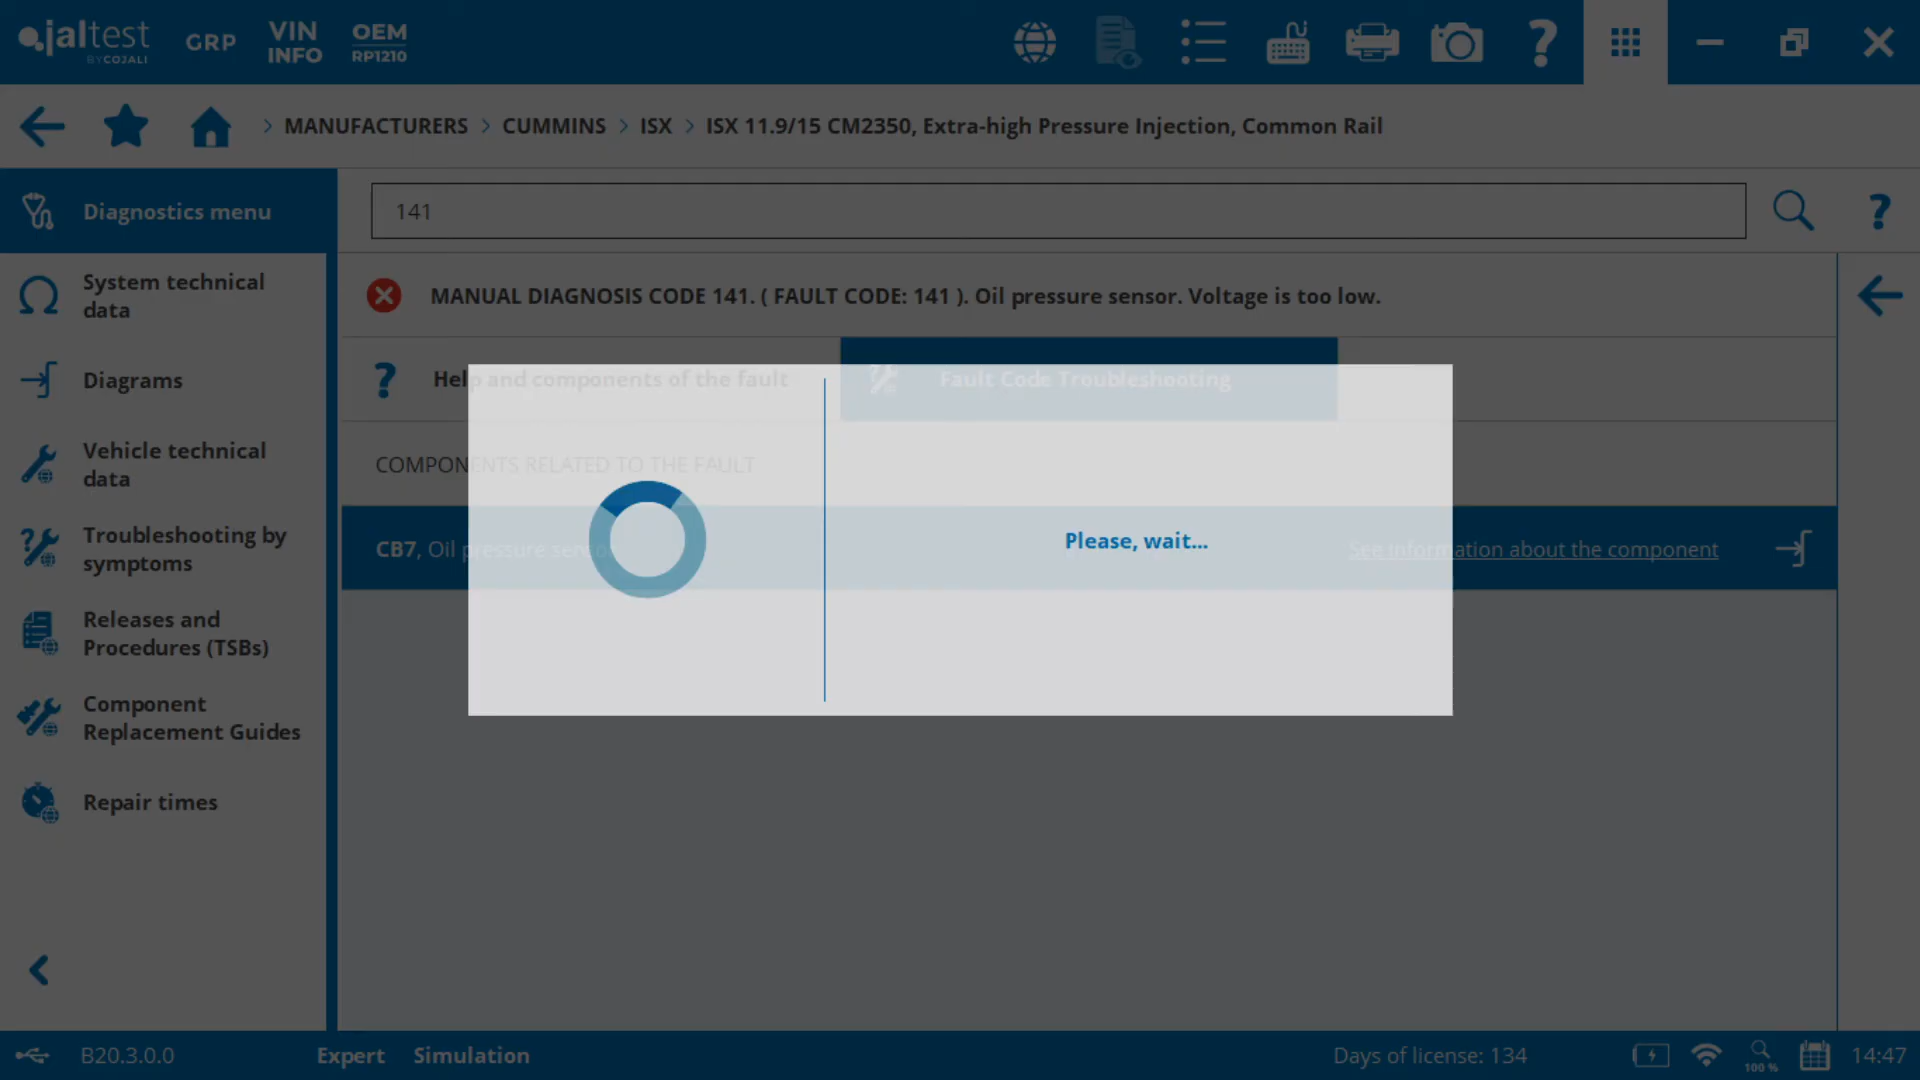 jaltest
BY COJALI
GRP
VIN
INFO
OEM
RP1210
MANUFACTURERS > CUMMINS > ISX > ISX 11.9/15 CM2350, Extra-high Pressure Injection, Common Rail
Diagnostics menu
141
System technical
data
MANUAL DIAGNOSIS CODE 141. ( FAULT CODE: 141 ). Oil pressure sensor. Voltage is too low.
Diagrams
Help and components of the fault
Fault Code Troubleshooting
Vehicle technical
data
COMPONENTS RELATED TO THE FAULT
Troubleshooting by
symptoms
CB7, Oil pressure sensor
Please, wait...
See information about the component
Releases and
Procedures (TSBs)
Component
Replacement Guides
Repair times
B20.3.0.0
Expert
Simulation
Days of license: 134
100 %
14:47